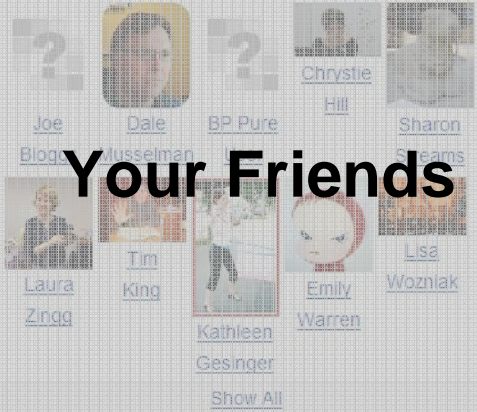 Joe
Dale
BP Pure
Chrystie
Hill
Sharon
Musselman
Streams
Your Friends
Laura
Zingg
Tim
King
Kathleen
Gesinger
Emily
Warren
Lisa
Wozniak
Show All